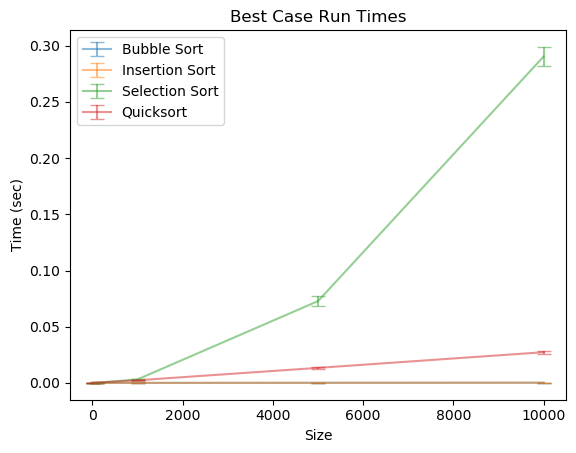 Best Case Run Times
Bubble Sort
Insertion Sort
Selection Sort
Quicksort
Time (sec)
0.30
0.25
0.20
0.15
0.10
0.05
0.00
0 2000 4000 6000 8000 10000
Size